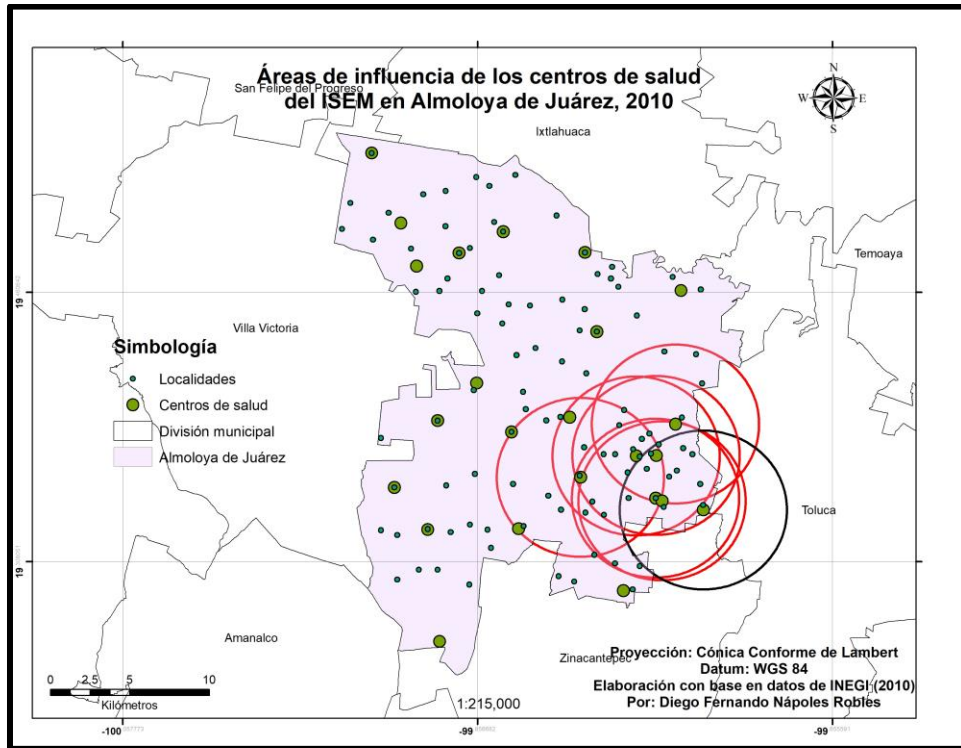 Áreas de influencia de los centros de salud
del ISEM en Almoloya de Juárez, 2010
San Felipe del Progreso
Ixtlahuaca
N
W
E
S
Temoaya
Villa Victoria
Simbología
Localidades
Centros de salud
División municipal
Almoloya de Juárez
Toluca
Amanalco
Zinacantepec
Proyección: Cónica Conforme de Lambert
Datum: WGS 84
Elaboración con base en datos de INEGI (2010)
Por: Diego Fernando Nápoles Robles
0 2,5 5 10
Kilómetros
1:215,000
19
19
-100
-99
-99